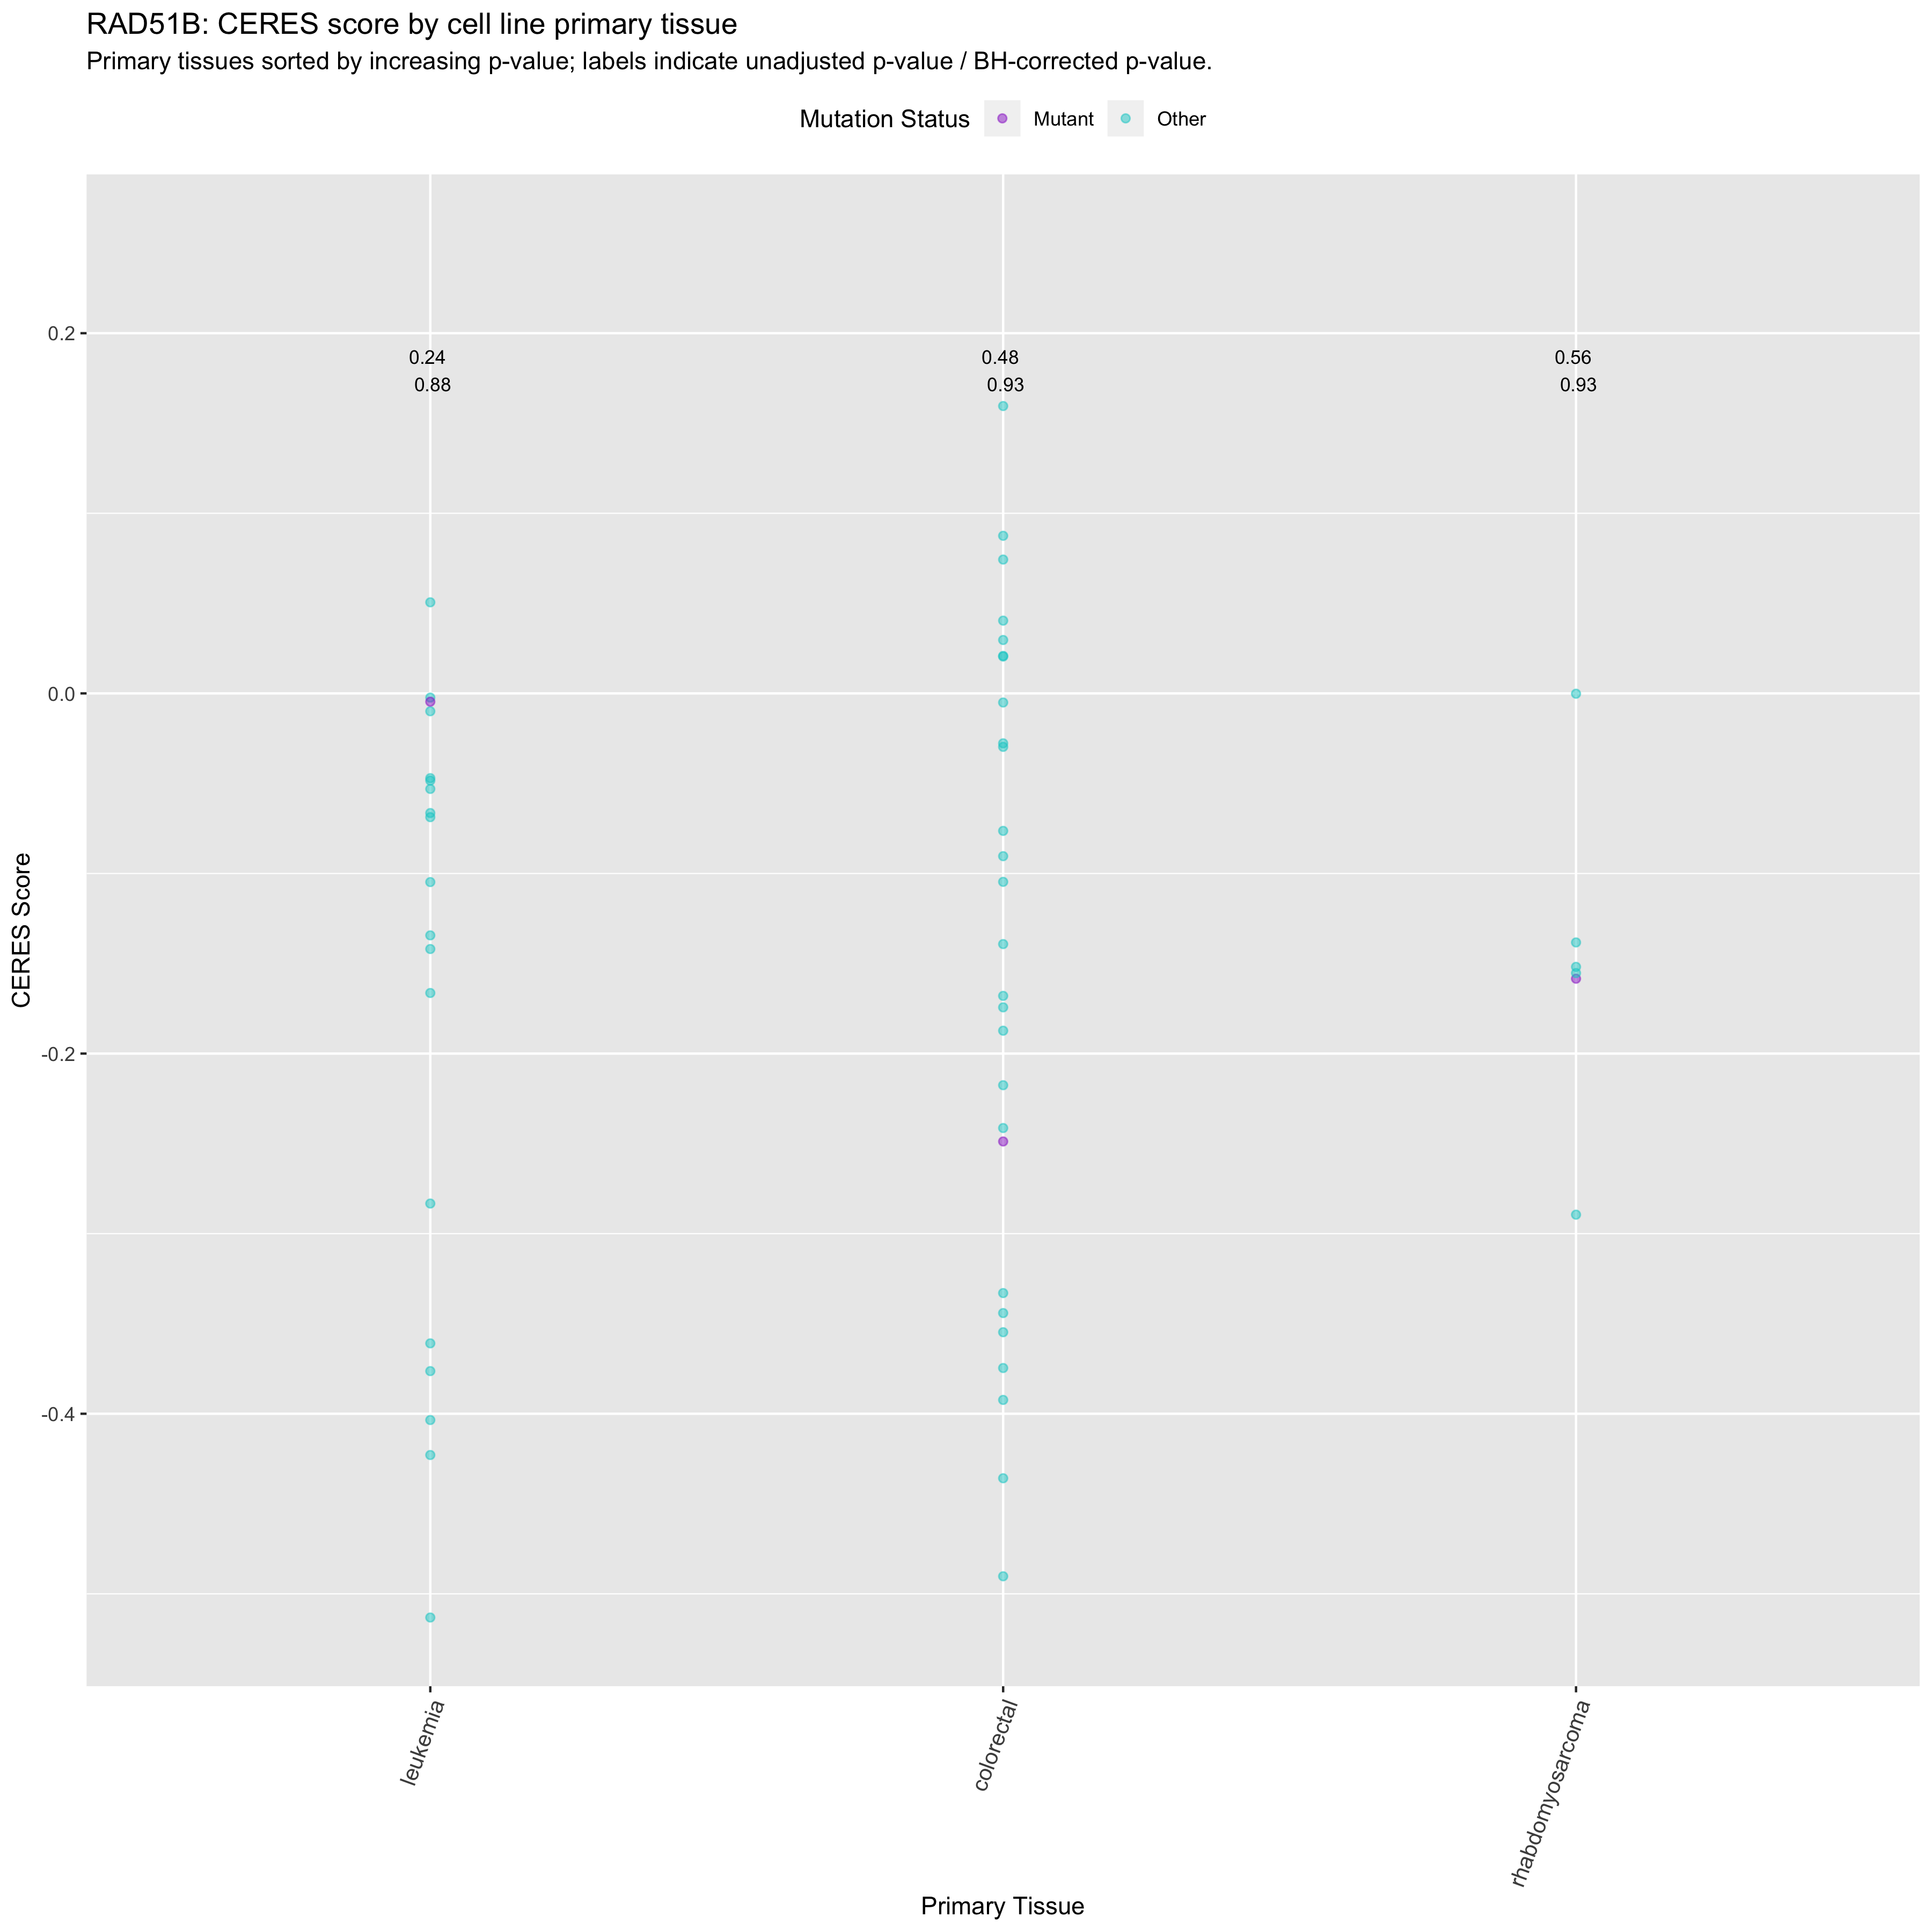 RAD51B: CERES score by cell line primary tissue
Primary tissues sorted by increasing p-value; labels indicate unadjusted p-value / BH-corrected p-value.
Mutation Status
Mutant
Other
0.2
0.0
-0.2
-0.4
CERES Score
0.24
0.88
0.48
0.93
0.56
0.93
leukemia
colorectal
rhabdomyosarcoma
Primary Tissue